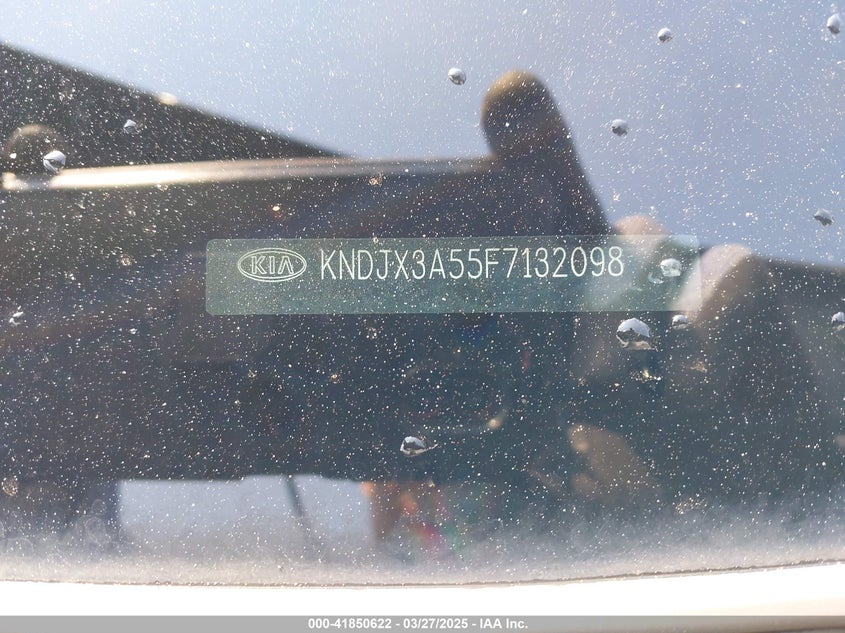 KIA KNDJX3A55F7132098
000-41850622 - 03/27/2025 - IAA Inc.